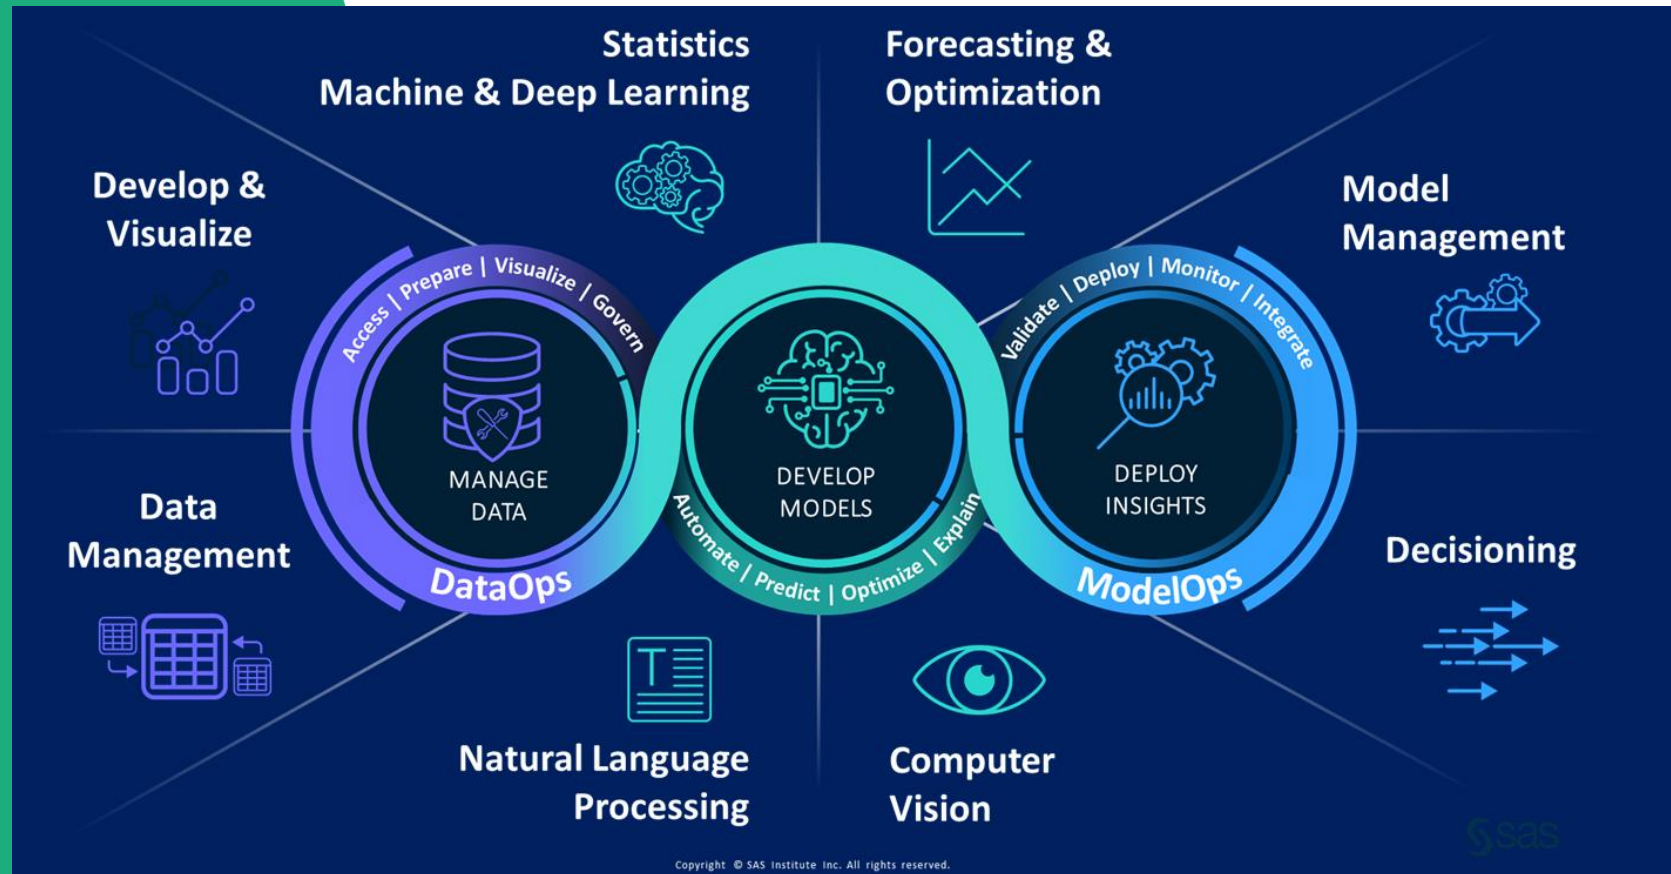 Statistics
Machine & Deep Learning
Forecasting &
Optimization
Develop &
Visualize
Model
Management
Access | Prepare | Visualize | Govern
Validate | Deploy | Monitor | Integrate
MANAGE
DATA
DEVELOP
MODELS
DEPLOY
INSIGHTS
Automate | Predict | Optimize | Explain
DataOps
ModelOps
Data
Management
Decisioning
T
Natural Language
Processing
Computer
Vision
sas
Copyright © SAS Institute Inc. All rights reserved.